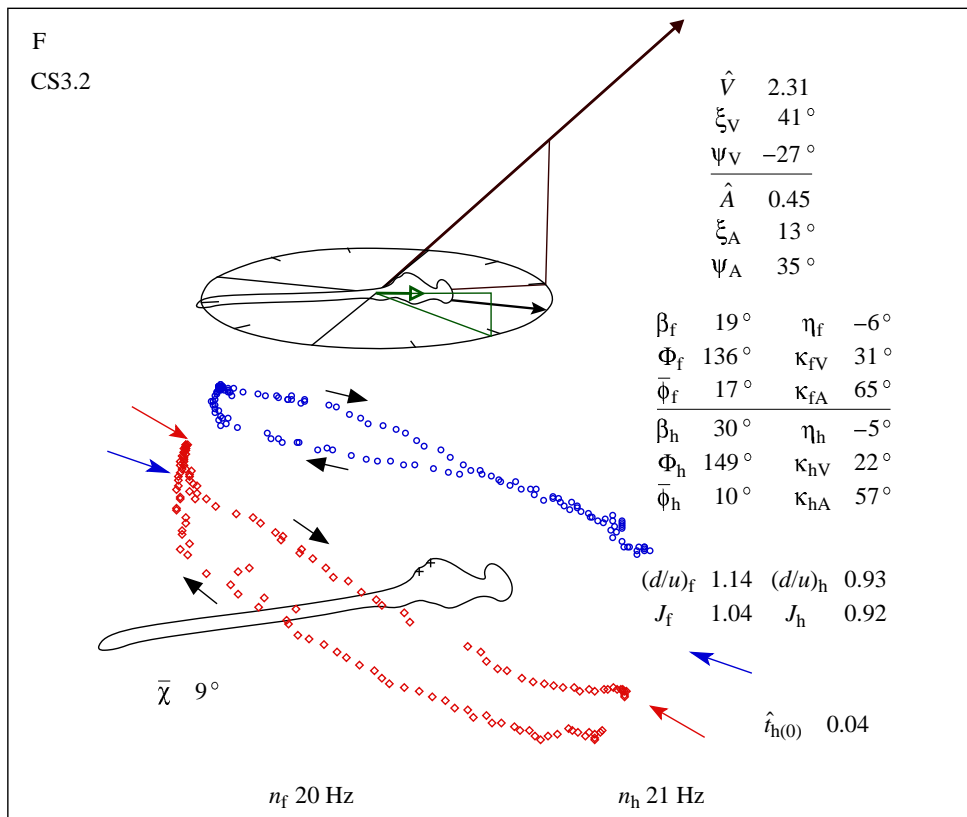 F
CS3.2
V̂ 2.31
ξV 41°
ψV −27°
Â 0.45
ξA 13°
ψA 35°
βf 19° ηf −6°
Φf 136° κfV 31°
ϕ̅f 17° κfA 65°
βh 30° ηh −5°
Φh 149° κhV 22°
ϕ̅h 10° κhA 57°
(d/u)f 1.14 (d/u)h 0.93
Jf 1.04 Jh 0.92
χ̅ 9°
t̂h(0) 0.04
nf 20 Hz nh 21 Hz